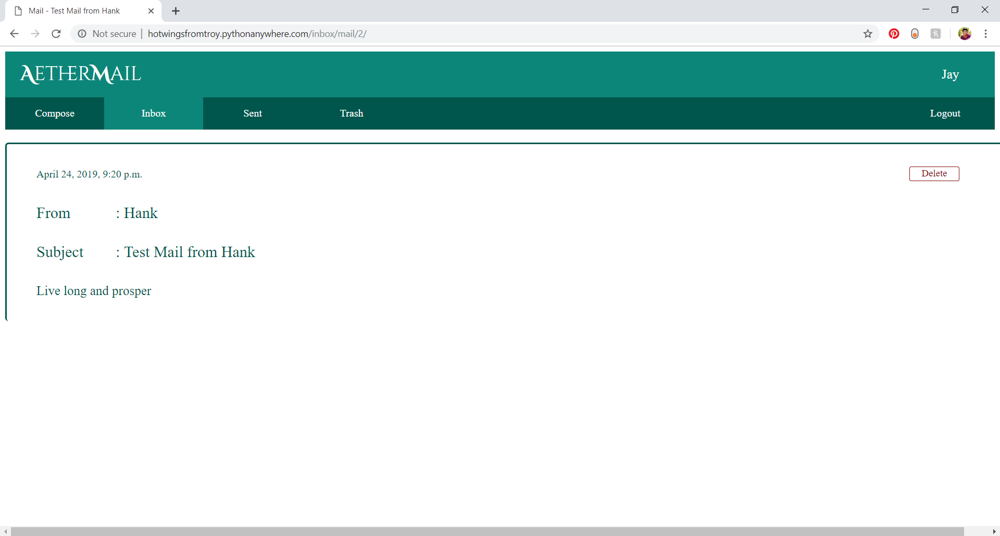 Mail - Test Mail from Hank
Not secure | hotwingsfromtroy.pythonanywhere.com/inbox/mail/2/
AETHERMAIL
Jay
Compose Inbox Sent Trash Logout
April 24, 2019, 9:20 p.m.
Delete
From : Hank
Subject : Test Mail from Hank
Live long and prosper